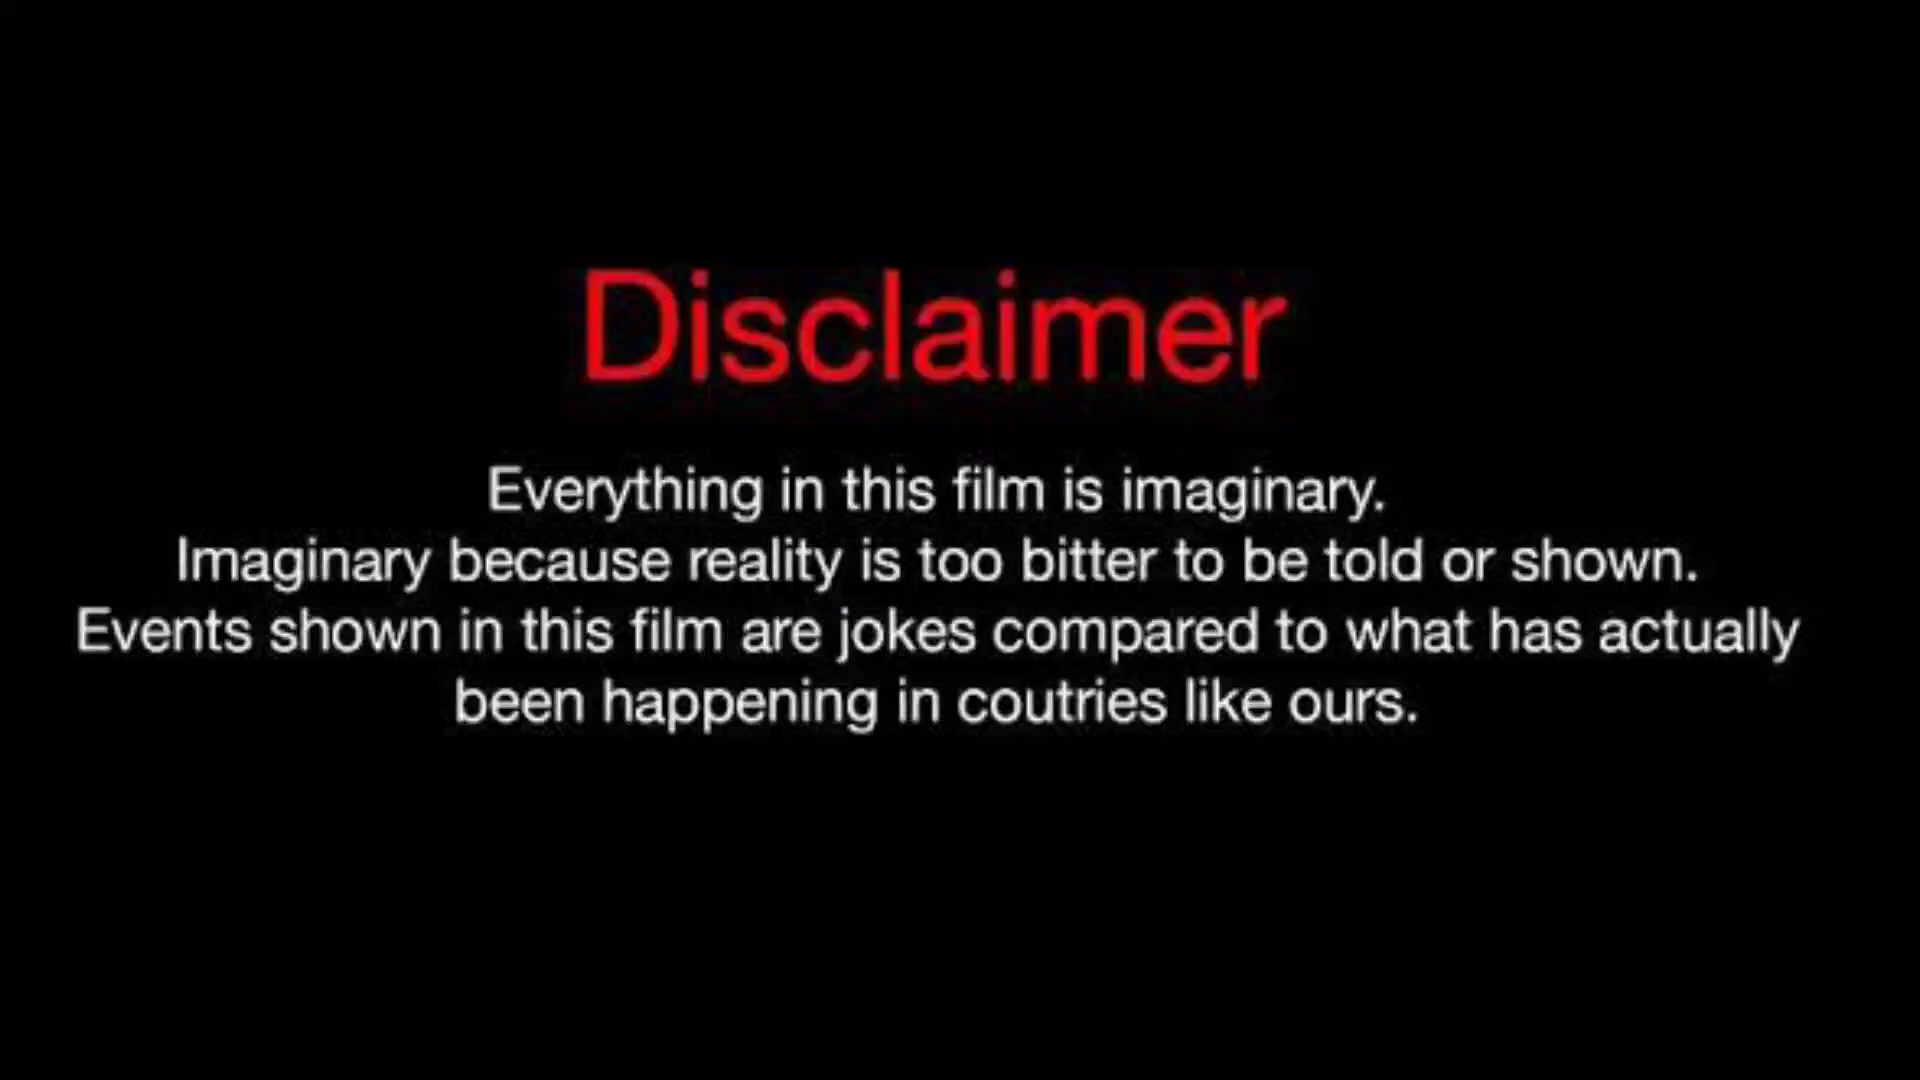 Disclaimer
Everything in this film is imaginary.
Imaginary because reality is too bitter to be told or shown.
Events shown in this film are jokes compared to what has actually
been happening in coutries like ours.